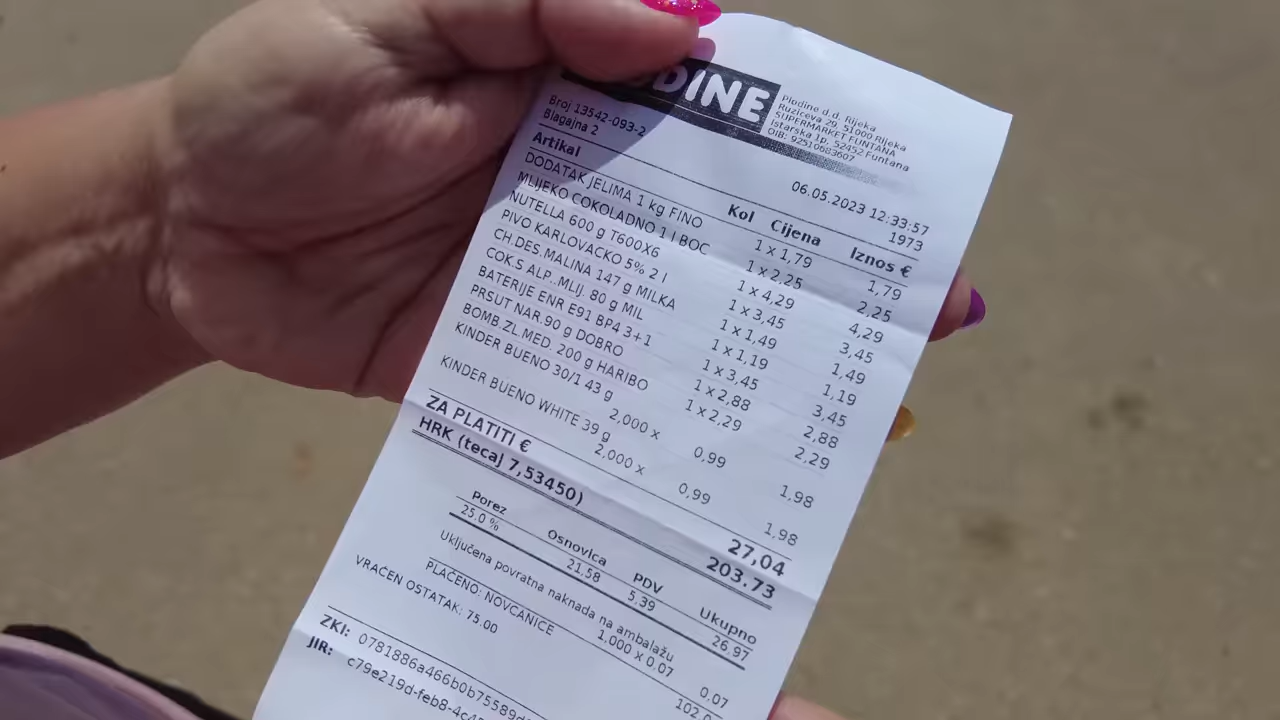 DINE
Plodine d.d. Rijeka
Ružićeva 29, 51000 Rijeka
SUPERMARKET FUNTANA
Istarska 1p, 52452 Funtana
OIB: 92510683607
Broj 13542-093-2
Blagajna 2
06.05.2023 12:33:57
1973
Artikal Kol Cijena Iznos €
DODATAK JELIMA 1 kg FINO 1 x 1,79 1,79
MLIJEKO COKOLADNO 1 l BOC 1 x 2,25 2,25
NUTELLA 600 g T600X6 1 x 4,29 4,29
PIVO KARLOVACKO 5% 2 l 1 x 3,45 3,45
CH.DES.MALINA 147 g MILKA 1 x 1,49 1,49
COK.S ALP..MLIJ. 80 g MIL 1 x 1,19 1,19
BATERIJE ENR E91 BP4 3+1 1 x 3,45 3,45
PRSUT NAR.90 g DOBRO 1 x 2,88 2,88
BOMB.ZL.MED. 200 g HARIBO 1 x 2,29 2,29
KINDER BUENO 30/1 43 g
2,000 x 0,99 1,98
KINDER BUENO WHITE 39 g
2,000 x 0,99 1,98
ZA PLATITI € 27,04
HRK (tecaj 7,53450) 203.73
Porez Osnovica PDV Ukupno
25.0 % 21,58 5,39 26,97
Uključena povratna naknada na ambalažu
1.000 x 0.07 0.07
PLAĆENO: NOVCANICE 102.0
VRAĆEN OSTATAK: 75.00
ZKI: 0781886a466b0b75589d
JIR: c79e219d-feb8-4c4